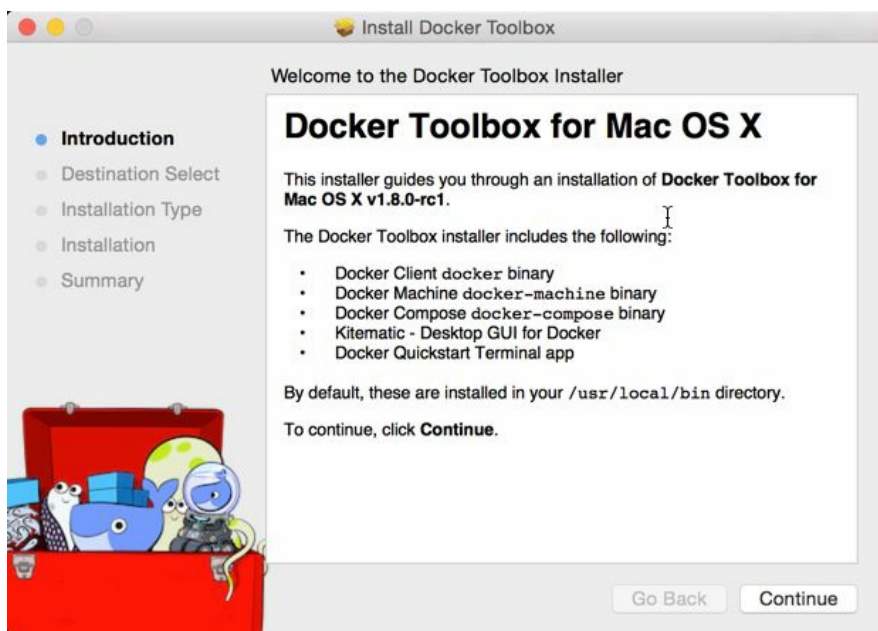 Install Docker Toolbox
Welcome to the Docker Toolbox Installer
Introduction
Destination Select
Installation Type
Installation
Summary
Docker Toolbox for Mac OS X
This installer guides you through an installation of Docker Toolbox for
Mac OS X v1.8.0-rc1.
The Docker Toolbox installer includes the following:
• Docker Client docker binary
• Docker Machine docker-machine binary
• Docker Compose docker-compose binary
• Kitematic - Desktop GUI for Docker
• Docker Quickstart Terminal app
By default, these are installed in your /usr/local/bin directory.
To continue, click Continue.
Go Back
Continue